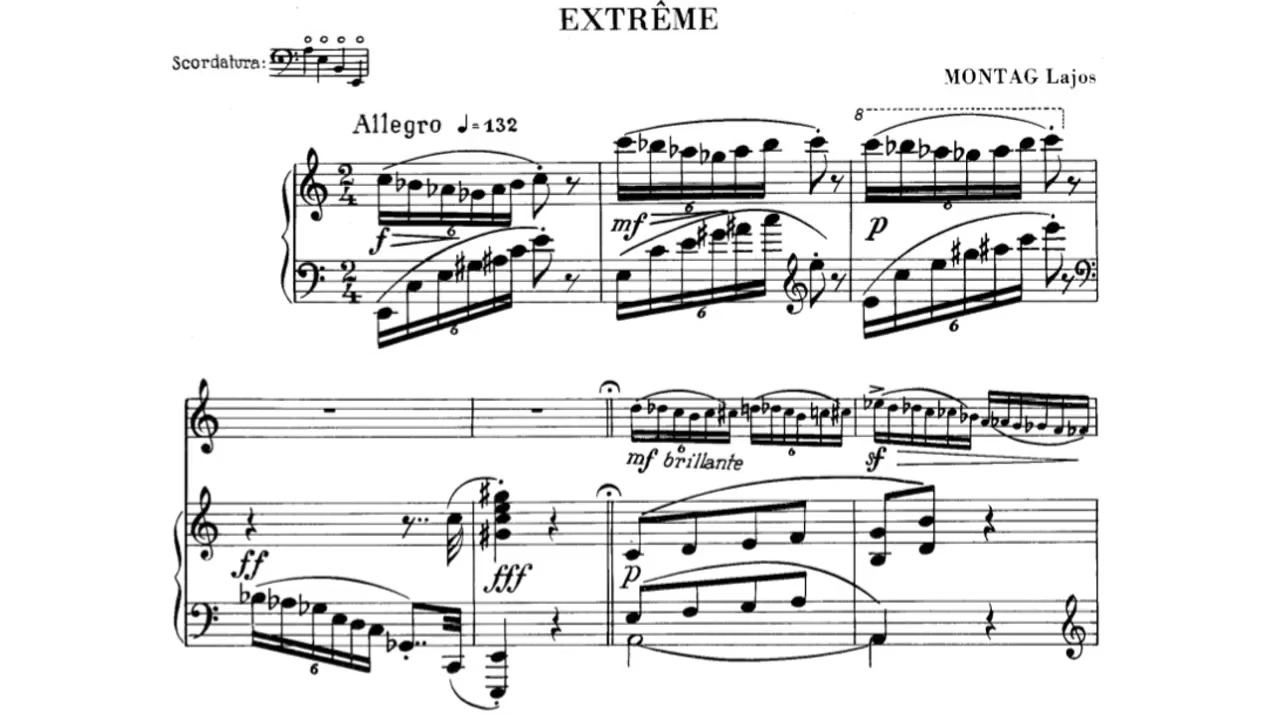 EXTRÊME
Scordatura:
MONTAG Lajos
Allegro ♩=132
8
2 4
f 6
mf 6
p 6
2 4
6
6
6
mf brillante 6 6
sf
ff
fff
p
6